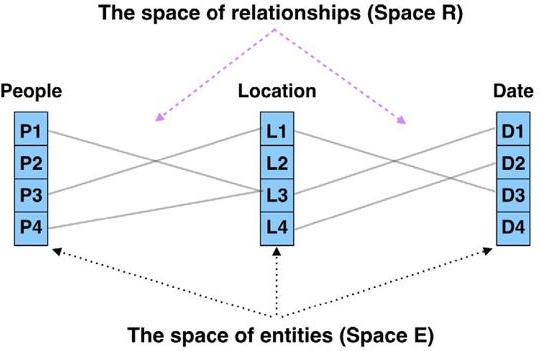 The space of relationships (Space R)
People Location Date
P1 L1 D1
P2 L2 D2
P3 L3 D3
P4 L4 D4
The space of entities (Space E)